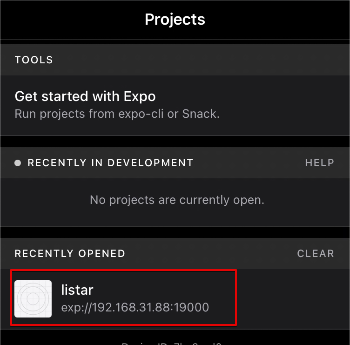 Projects
TOOLS
Get started with Expo
Run projects from expo-cli or Snack.
RECENTLY IN DEVELOPMENT HELP
No projects are currently open.
RECENTLY OPENED CLEAR
listar
exp://192.168.31.88:19000